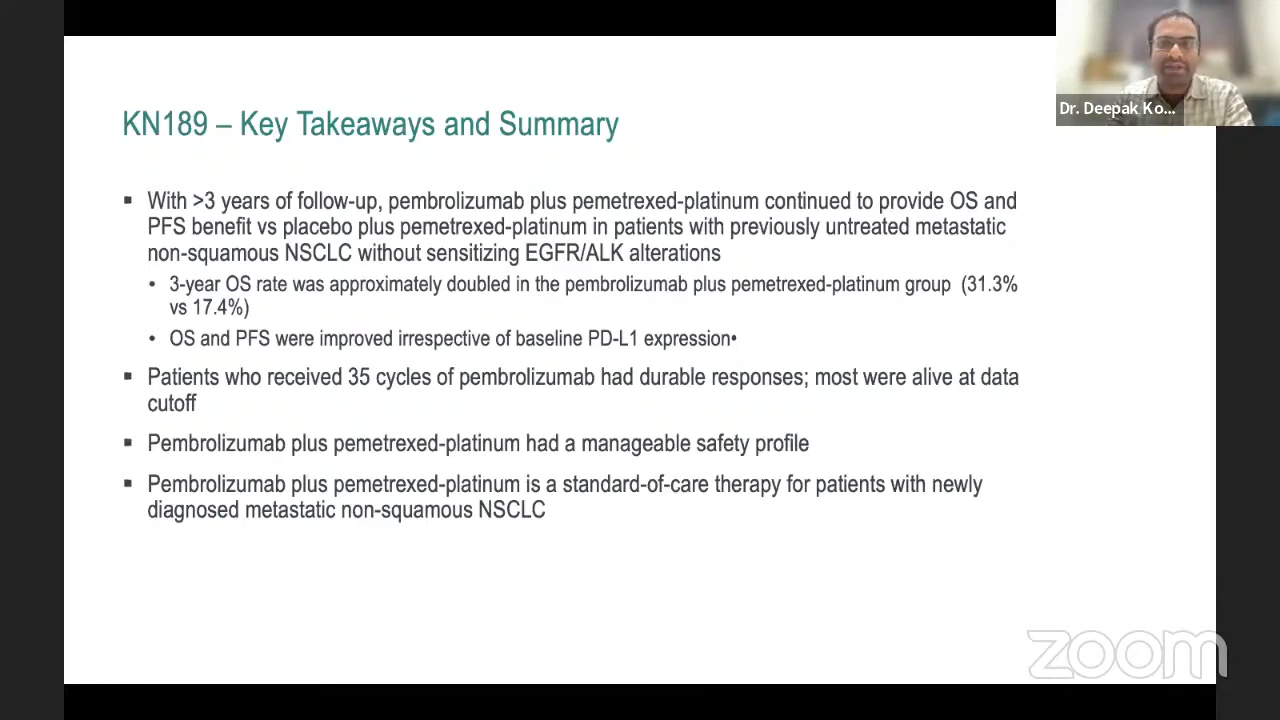 Dr. Deepak Ko...
KN189 – Key Takeaways and Summary
▪ With >3 years of follow-up, pembrolizumab plus pemetrexed-platinum continued to provide OS and
PFS benefit vs placebo plus pemetrexed-platinum in patients with previously untreated metastatic
non-squamous NSCLC without sensitizing EGFR/ALK alterations
• 3-year OS rate was approximately doubled in the pembrolizumab plus pemetrexed-platinum group (31.3%
vs 17.4%)
• OS and PFS were improved irrespective of baseline PD-L1 expression•
▪ Patients who received 35 cycles of pembrolizumab had durable responses; most were alive at data
cutoff
▪ Pembrolizumab plus pemetrexed-platinum had a manageable safety profile
▪ Pembrolizumab plus pemetrexed-platinum is a standard-of-care therapy for patients with newly
diagnosed metastatic non-squamous NSCLC
zoom